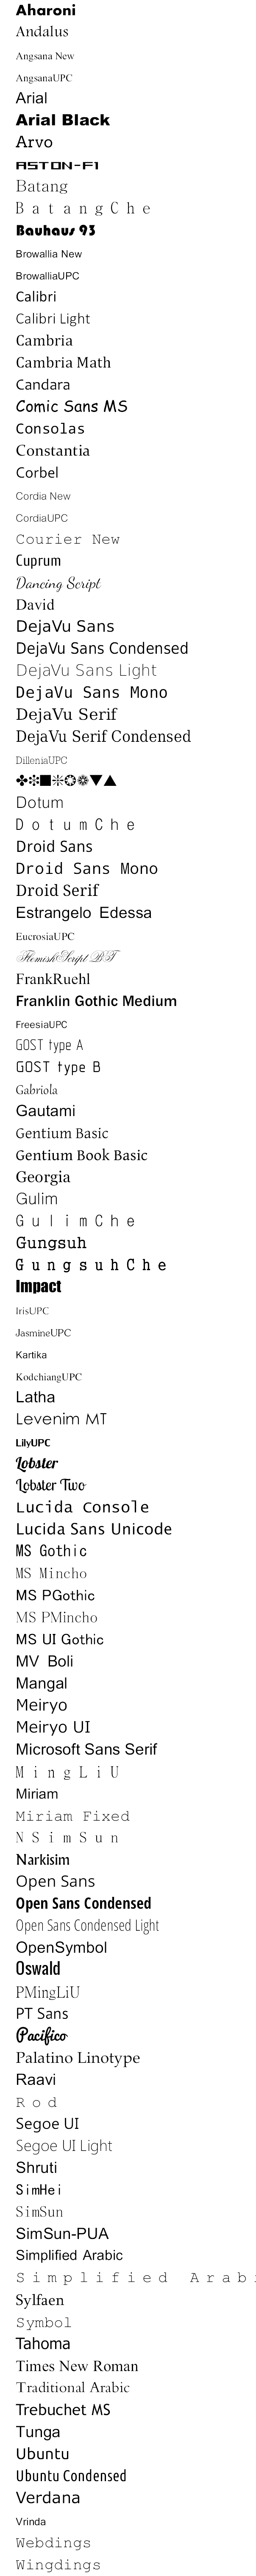 Aharoni
Andalus
Angsana New
AngsanaUPC
Arial
Arial Black
Arvo
ASTON-F1
Batang
BatangChe
Bauhaus 93
Browallia New
BrowalliaUPC
Calibri
Calibri Light
Cambria
Cambria Math
Candara
Comic Sans MS
Consolas
Constantia
Corbel
Cordia New
CordiaUPC
Courier New
Cuprum
Dancing Script
David
DejaVu Sans
DejaVu Sans Condensed
DejaVu Sans Light
DejaVu Sans Mono
DejaVu Serif
DejaVu Serif Condensed
DilleniaUPC
✤✣■❇❂❁▼▲
Dotum
DotumChe
Droid Sans
Droid Sans Mono
Droid Serif
Estrangelo Edessa
EucrosiaUPC
FlemishScript BT
FrankRuehl
Franklin Gothic Medium
FreesiaUPC
GOST type A
GOST type B
Gabriola
Gautami
Gentium Basic
Gentium Book Basic
Georgia
Gulim
GulimChe
Gungsuh
GungsuhChe
Impact
IrisUPC
JasmineUPC
Kartika
KodchiangUPC
Latha
Levenim MT
LilyUPC
Lobster
Lobster Two
Lucida Console
Lucida Sans Unicode
MS Gothic
MS Mincho
MS PGothic
MS PMincho
MS UI Gothic
MV Boli
Mangal
Meiryo
Meiryo UI
Microsoft Sans Serif
MingLiU
Miriam
Miriam Fixed
NSimSun
Narkisim
Open Sans
Open Sans Condensed
Open Sans Condensed Light
OpenSymbol
Oswald
PMingLiU
PT Sans
Pacifico
Palatino Linotype
Raavi
Rod
Segoe UI
Segoe UI Light
Shruti
SimHei
SimSun
SimSun-PUA
Simplified Arabic
Simplified Arabi
Sylfaen
Symbol
Tahoma
Times New Roman
Traditional Arabic
Trebuchet MS
Tunga
Ubuntu
Ubuntu Condensed
Verdana
Vrinda
Webdings
Wingdings